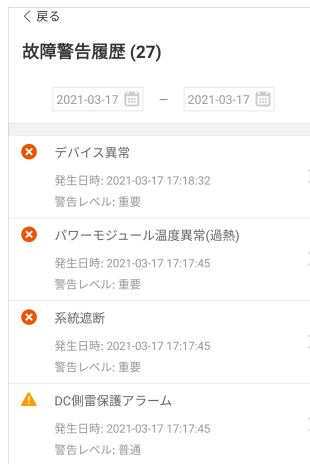 < 戻る
故障警告履歴 (27)
2021-03-17 – 2021-03-17
デバイス異常
発生日時: 2021-03-17 17:18:32
警告レベル: 重要
パワーモジュール温度異常(過熱)
発生日時: 2021-03-17 17:17:45
警告レベル: 重要
系統遮断
発生日時: 2021-03-17 17:17:45
警告レベル: 重要
DC側雷保護アラーム
発生日時: 2021-03-17 17:17:45
警告レベル: 普通